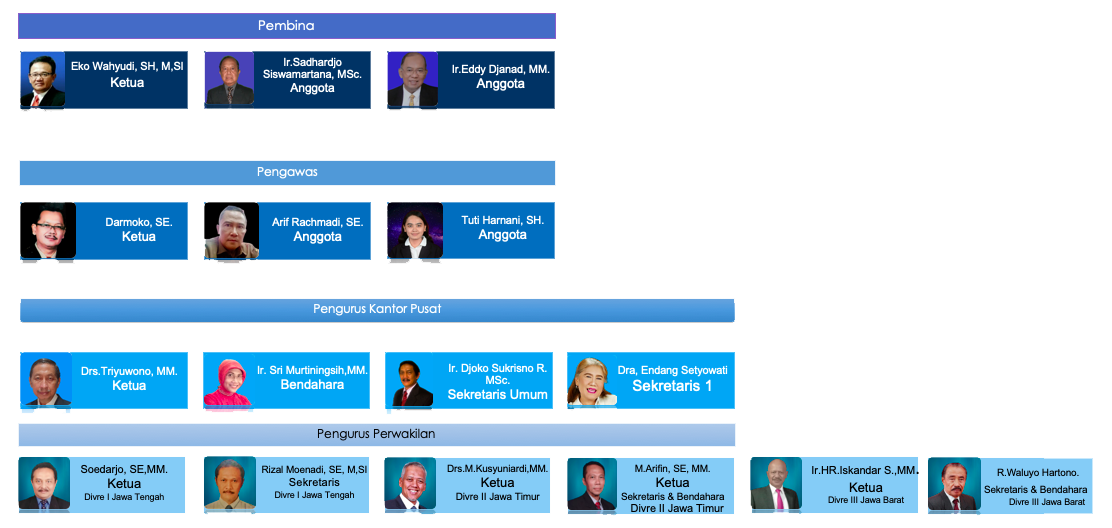 Pembina
Eko Wahyudi, SH, M,SI
Ketua
Ir.Sadhardjo
Siswamartana, MSc.
Anggota
Ir.Eddy Djanad, MM.
Anggota
Pengawas
Darmoko, SE.
Ketua
Arif Rachmadi, SE.
Anggota
Tuti Harnani, SH.
Anggota
Pengurus Kantor Pusat
Drs.Triyuwono, MM.
Ketua
Ir. Sri Murtiningsih,MM.
Bendahara
Ir. Djoko Sukrisno R.
MSc.
Sekretaris Umum
Dra, Endang Setyowati
Sekretaris 1
Pengurus Perwakilan
Soedarjo, SE,MM.
Ketua
Divre I Jawa Tengah
Rizal Moenadi, SE, M,SI
Sekretaris
Divre I Jawa Tengah
Drs.M.Kusyuniardi,MM.
Ketua
Divre II Jawa Timur
M.Arifin, SE, MM.
Ketua
Sekretaris & Bendahara
Divre II Jawa Timur
Ir.HR.Iskandar S.,MM.
Ketua
Divre III Jawa Barat
R.Waluyo Hartono.
Sekretaris & Bendahara
Divre III Jawa Barat